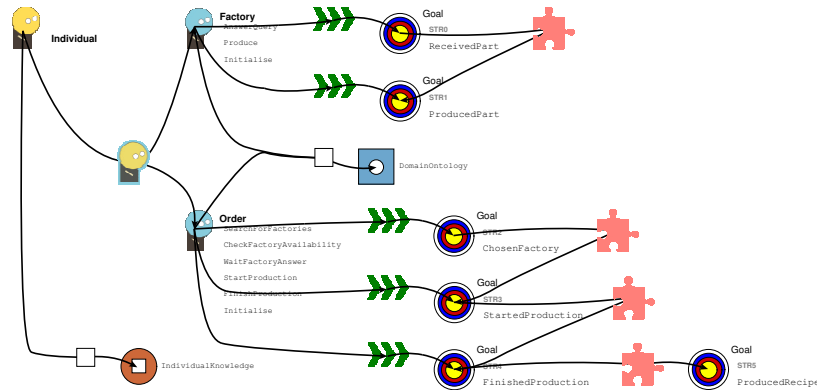 Individual
Factory
AnswerQuery
Produce
Initialise
Goal
STR0
ReceivedPart
Goal
STR1
ProducedPart
DomainOntology
Order
SearchForFactories
CheckFactoryAvailability
WaitFactoryAnswer
StartProduction
FinishProduction
Initialise
Goal
STR2
ChosenFactory
Goal
STR3
StartedProduction
Goal
STR4
FinishedProduction
Goal
STR5
ProducedRecipe
IndividualKnowledge